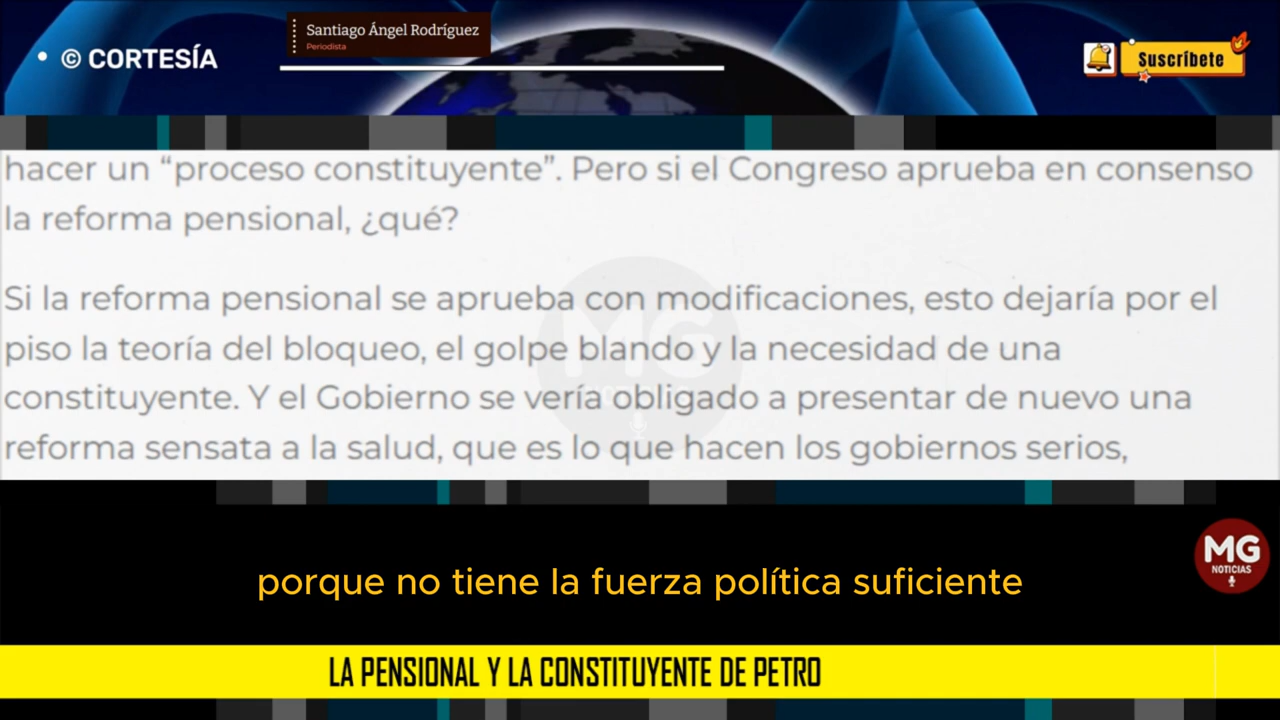 © CORTESÍA
Santiago Ángel Rodríguez
Periodista
Suscríbete
hacer un “proceso constituyente”. Pero si el Congreso aprueba en consenso
la reforma pensional, ¿qué?
Si la reforma pensional se aprueba con modificaciones, esto dejaría por el
piso la teoría del bloqueo, el golpe blando y la necesidad de una
constituyente. Y el Gobierno se vería obligado a presentar de nuevo una
reforma sensata a la salud, que es lo que hacen los gobiernos serios,
MG
porque no tiene la fuerza política suficiente
MG
NOTICIAS
LA PENSIONAL Y LA CONSTITUYENTE DE PETRO